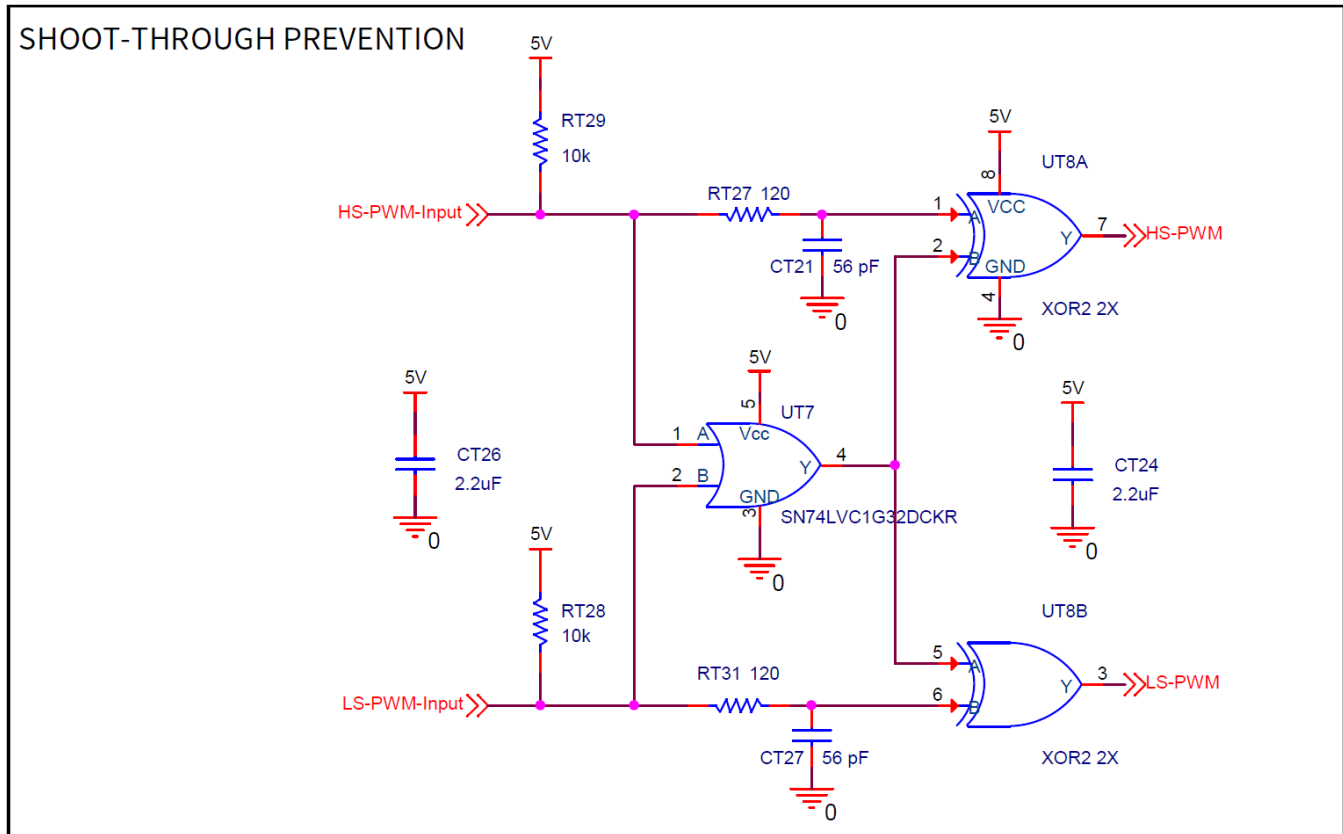 SHOOT-THROUGH PREVENTION
5V
RT29
10k
HS-PWM-Input
RT27 120
CT21
56 pF
0
5V
UT8A
8
VCC
1
A
2
B
Y
7
HS-PWM
GND
4
XOR2 2X
0
5V
CT26
2.2uF
0
5V
UT7
5
Vcc
1
A
2
B
Y
4
GND
3
SN74LVC1G32DCKR
0
5V
CT24
2.2uF
0
5V
RT28
10k
LS-PWM-Input
RT31 120
CT27
56 pF
0
UT8B
5
A
6
B
Y
3
LS-PWM
XOR2 2X